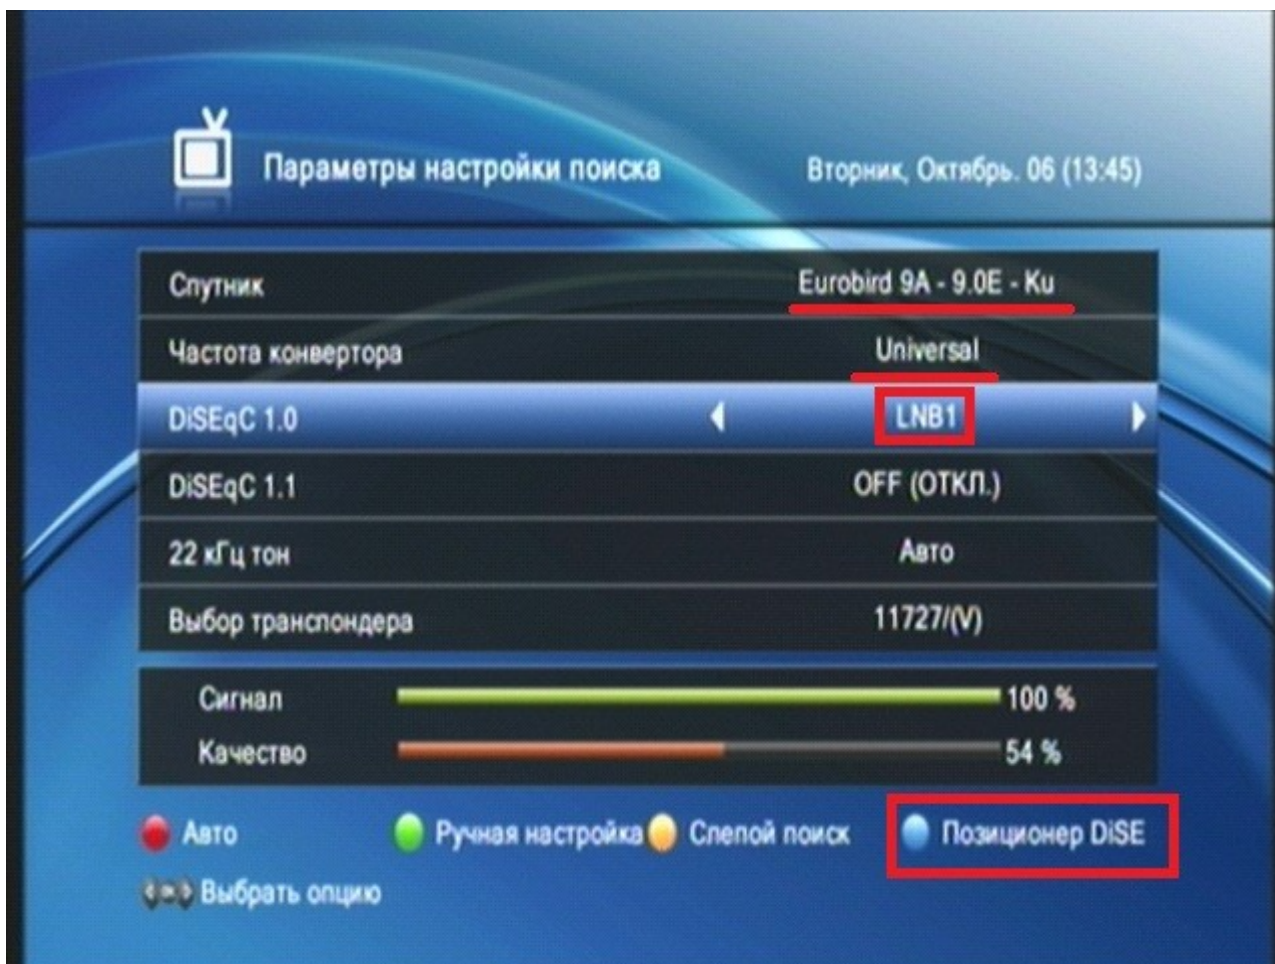 Параметры настройки поиска Вторник, Октябрь. 06 (13:45)
Спутник Eurobird 9A - 9.0E - Ku
Частота конвертора Universal
DiSEqC 1.0 LNB1
DiSEqC 1.1 OFF (ОТКЛ.)
22 кГц тон Авто
Выбор транспондера 11727/(V)
Сигнал 100 %
Качество 54 %
Авто Ручная настройка Слепой поиск Позиционер DiSE
Выбрать опцию